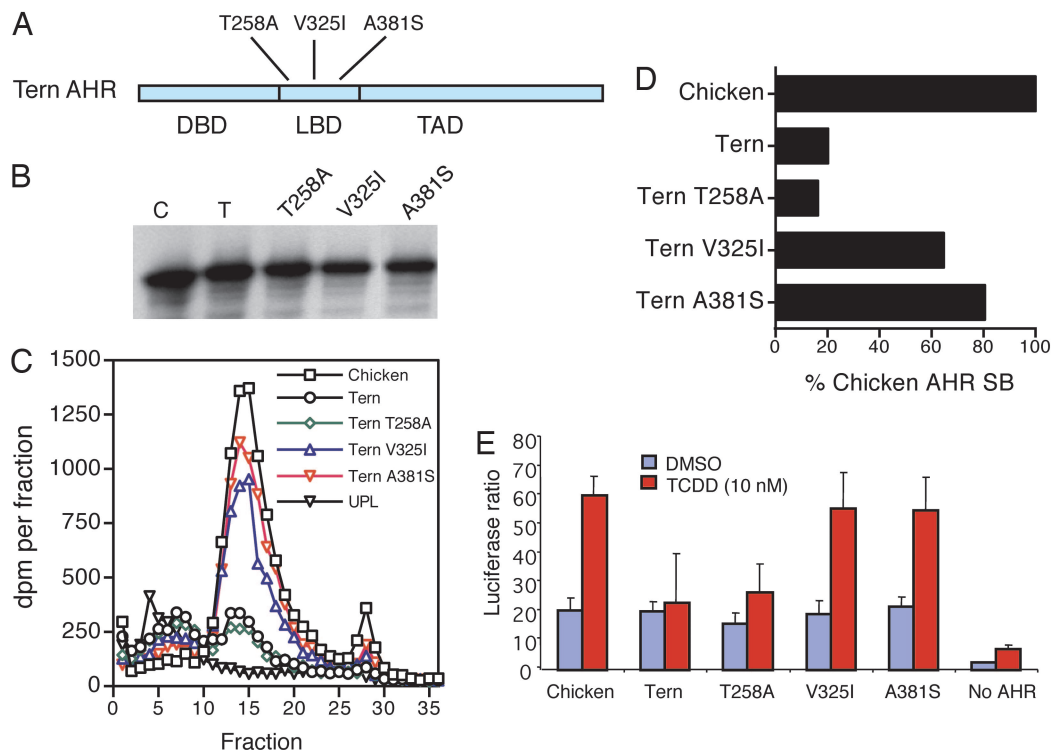 A
T258A V325I A381S
Tern AHR
DBD LBD TAD
B
C T T258A V325I A381S
C
1500
1250
1000
750
500
250
0
dpm per fraction
Chicken
Tern
Tern T258A
Tern V325I
Tern A381S
UPL
0 5 10 15 20 25 30 35
Fraction
D
Chicken
Tern
Tern T258A
Tern V325I
Tern A381S
0 20 40 60 80 100
% Chicken AHR SB
E
80
70
60
50
40
30
20
10
0
Luciferase ratio
DMSO
TCDD (10 nM)
Chicken Tern T258A V325I A381S No AHR